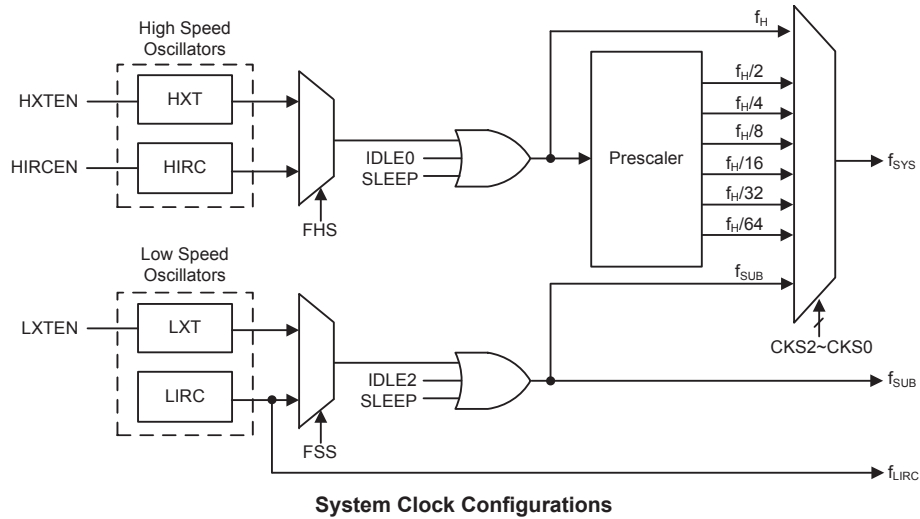 High Speed
Oscillators
HXTEN
HXT
HIRCEN
HIRC
FHS
IDLE0
SLEEP
Prescaler
f_H
f_H/2
f_H/4
f_H/8
f_H/16
f_H/32
f_H/64
f_SUB
f_SYS
CKS2~CKS0
Low Speed
Oscillators
LXTEN
LXT
LIRC
FSS
IDLE2
SLEEP
f_SUB
f_LIRC
System Clock Configurations